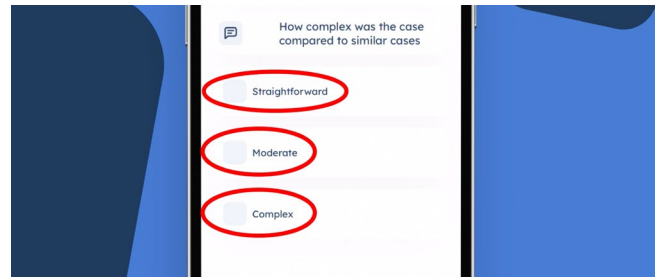 How complex was the case
compared to similar cases
Straightforward
Moderate
Complex